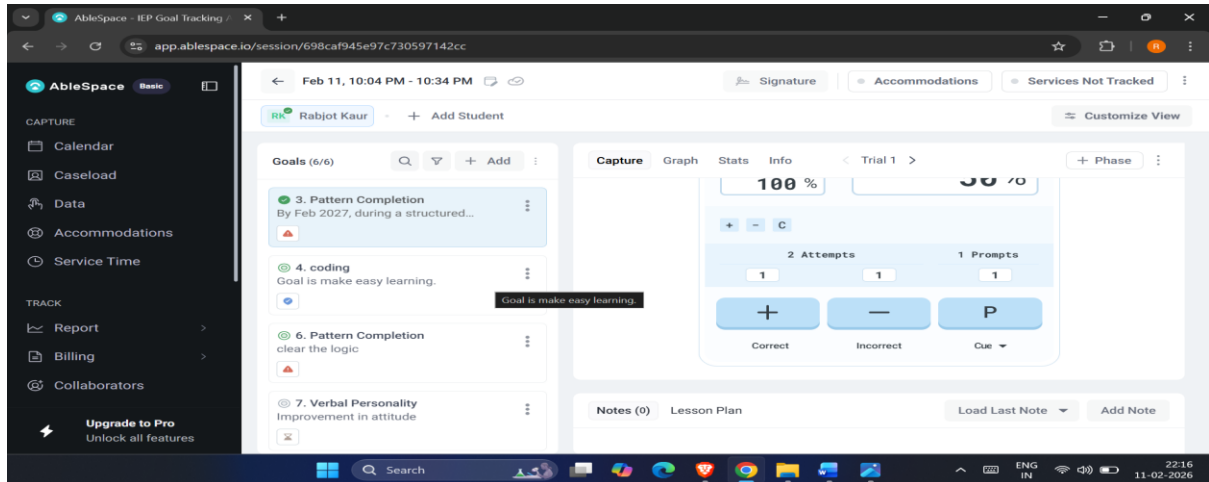 AbleSpace - IEP Goal Tracking /
app.ablespace.io/session/698caf945e97c730597142cc
R
AbleSpace Basic
CAPTURE
Calendar
Caseload
Data
Accommodations
Service Time
TRACK
Report
Billing
Collaborators
Upgrade to Pro
Unlock all features
Feb 11, 10:04 PM - 10:34 PM
Signature
Accommodations
Services Not Tracked
RK Rabjot Kaur
+ Add Student
Customize View
Goals (6/6)
+ Add
3. Pattern Completion
By Feb 2027, during a structured...
4. coding
Goal is make easy learning.
Goal is make easy learning.
6. Pattern Completion
clear the logic
7. Verbal Personality
Improvement in attitude
Capture Graph Stats Info < Trial 1 >
+ Phase
100 %
%
+ - C
2 Attempts 1 Prompts
1 1 1
+ − P
Correct Incorrect Cue
Notes (0) Lesson Plan
Load Last Note Add Note
Search
ENG
IN
22:16
11-02-2026